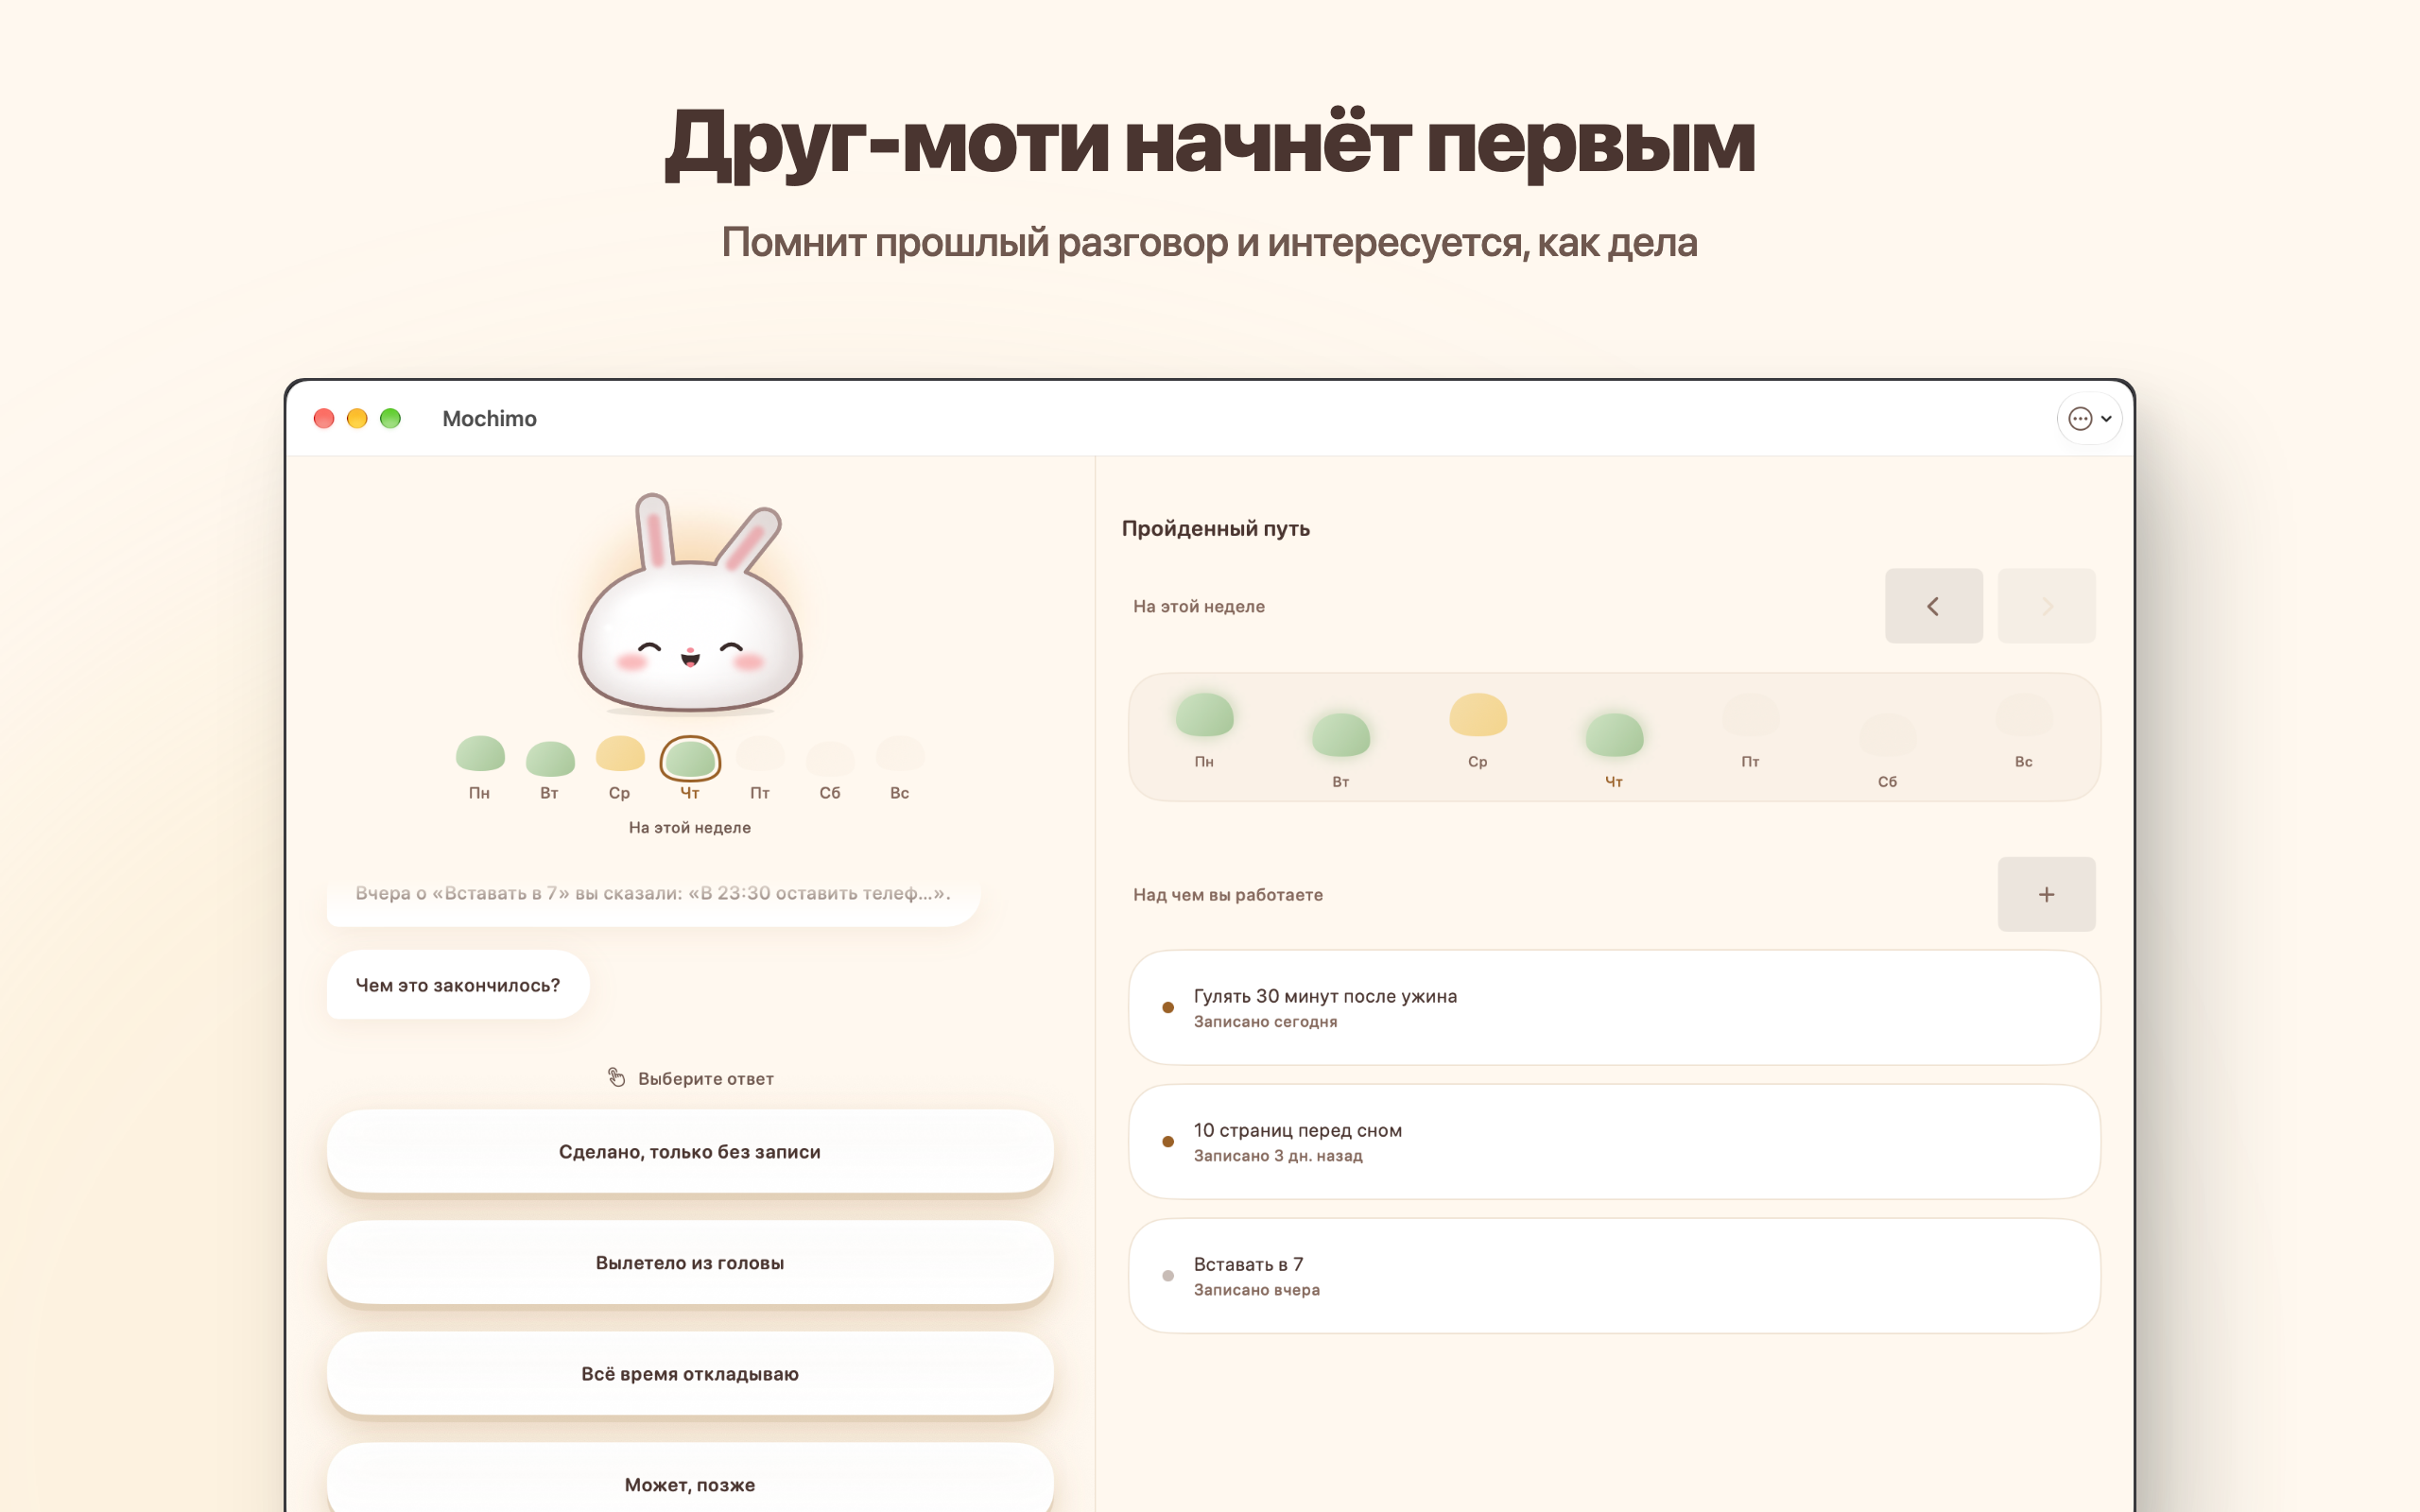 Друг-моти начнёт первым
Помнит прошлый разговор и интересуется, как дела
Mochimo
Пн Вт Ср Чт Пт Сб Вс
На этой неделе
Вчера о «Вставать в 7» вы сказали: «В 23:30 оставить телеф...».
Чем это закончилось?
Выберите ответ
Сделано, только без записи
Вылетело из головы
Всё время откладываю
Может, позже
Пройденный путь
На этой неделе
Пн Вт Ср Чт Пт Сб Вс
Над чем вы работаете
Гулять 30 минут после ужина
Записано сегодня
10 страниц перед сном
Записано 3 дн. назад
Вставать в 7
Записано вчера